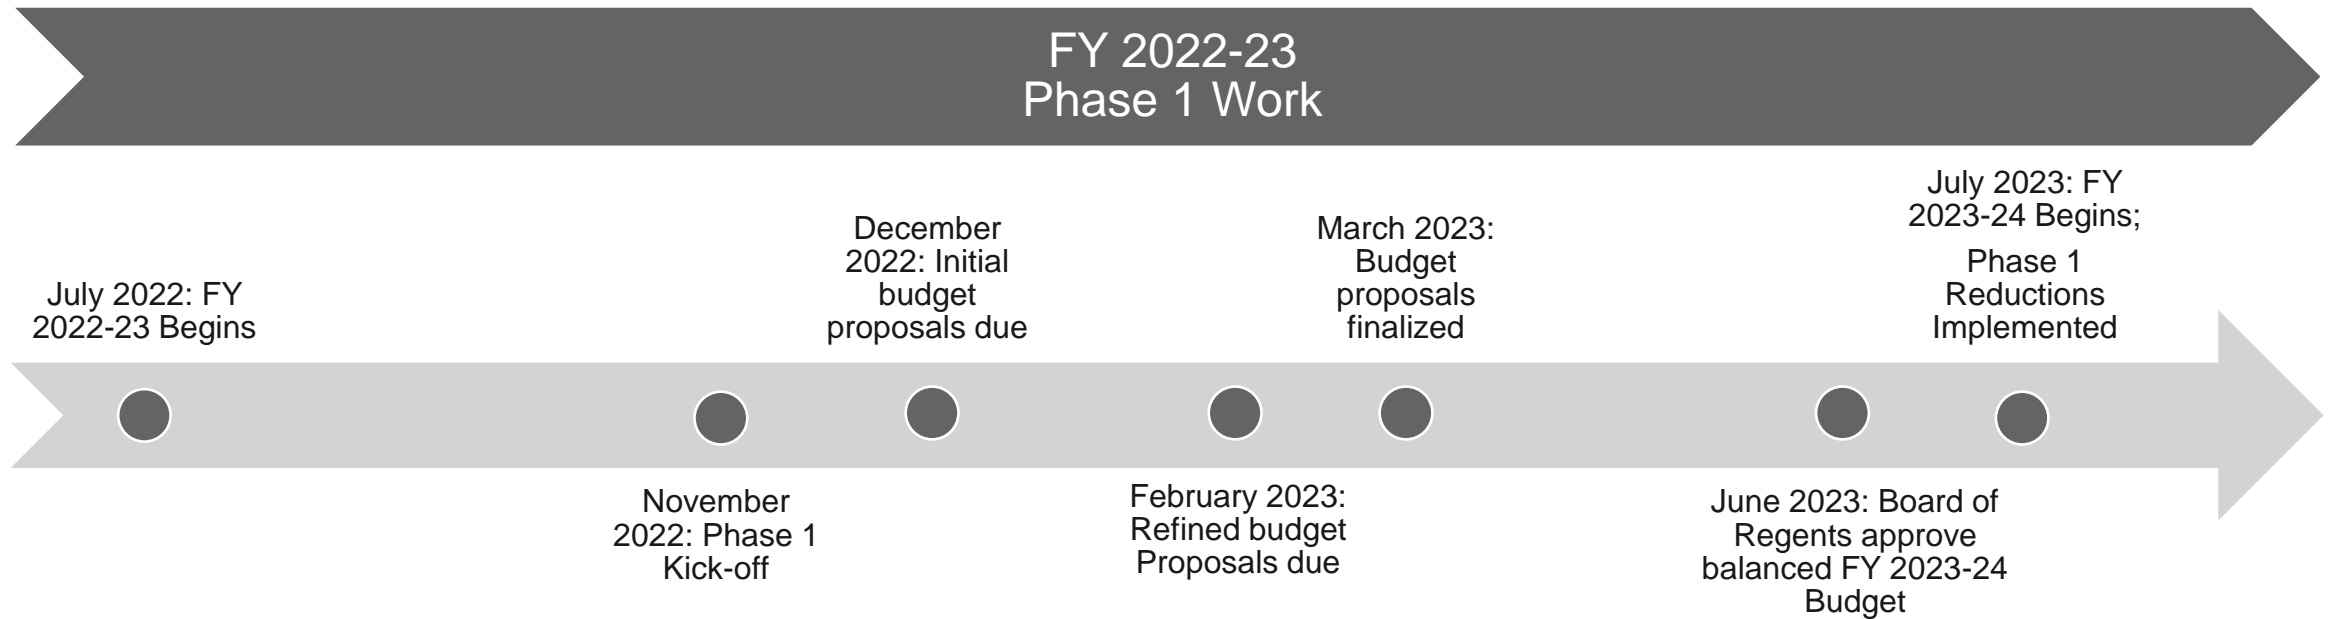 FY 2022-23
Phase 1 Work
July 2022: FY
2022-23 Begins
November
2022: Phase 1
Kick-off
December
2022: Initial
budget
proposals due
February 2023:
Refined budget
Proposals due
March 2023:
Budget
proposals
finalized
June 2023: Board of
Regents approve
balanced FY 2023-24
Budget
July 2023: FY
2023-24 Begins;
Phase 1
Reductions
Implemented